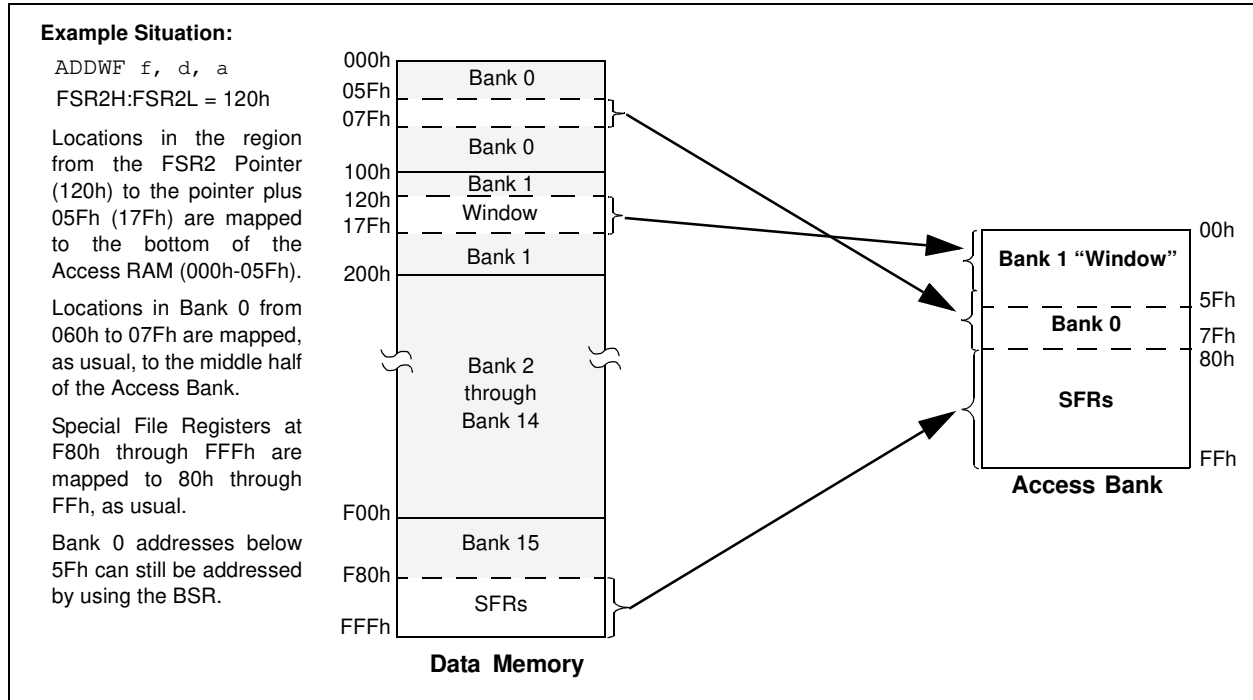 Example Situation:
ADDWF f, d, a
FSR2H:FSR2L = 120h
Locations in the region
from the FSR2 Pointer
(120h) to the pointer plus
05Fh (17Fh) are mapped
to the bottom of the
Access RAM (000h-05Fh).
Locations in Bank 0 from
060h to 07Fh are mapped,
as usual, to the middle half
of the Access Bank.
Special File Registers at
F80h through FFFh are
mapped to 80h through
FFh, as usual.
Bank 0 addresses below
5Fh can still be addressed
by using the BSR.
000h
Bank 0
05Fh
07Fh
Bank 0
100h
Bank 1
120h
Window
17Fh
Bank 1
200h
Bank 2
through
Bank 14
F00h
Bank 15
F80h
SFRs
FFFh
Data Memory
00h
Bank 1 “Window”
5Fh
Bank 0
7Fh
80h
SFRs
FFh
Access Bank